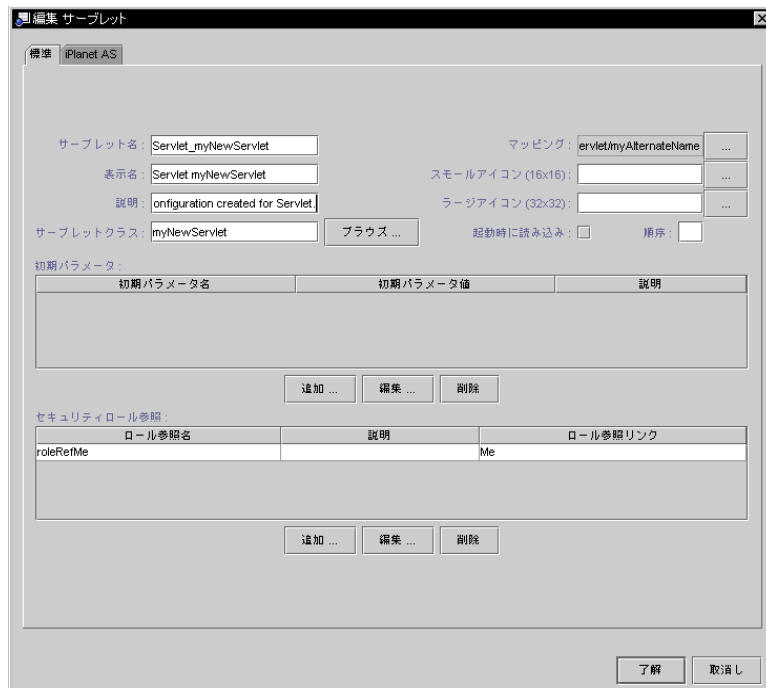 編集 サーブレット
標準 iPlanet AS
サーブレット名 : Servlet_myNewServlet マッピング : ervlet/myAlternateName ...
表示名 : Servlet myNewServlet スモールアイコン (16x16) : ...
説明 : onfiguration created for Servlet. ラージアイコン (32x32) : ...
サーブレットクラス : myNewServlet ブラウズ ... 起動時に読み込み : 順序 :
初期パラメータ :
初期パラメータ名 初期パラメータ値 説明
追加 ... 編集 ... 削除
セキュリティロール参照 :
ロール参照名 説明 ロール参照リンク
roleRefMe Me
追加 ... 編集 ... 削除
了解 取消し